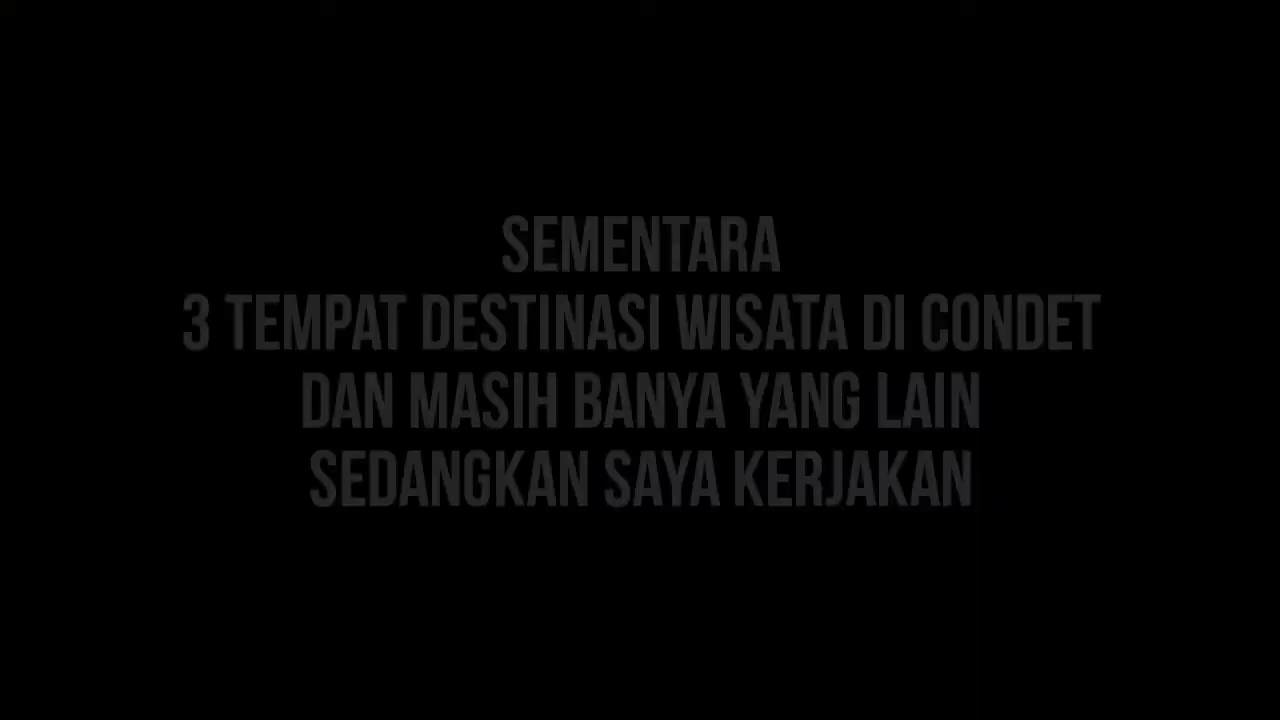 SEMENTARA
3 TEMPAT DESTINASI WISATA DI CONDET
DAN MASIH BANYA YANG LAIN
SEDANGKAN SAYA KERJAKAN